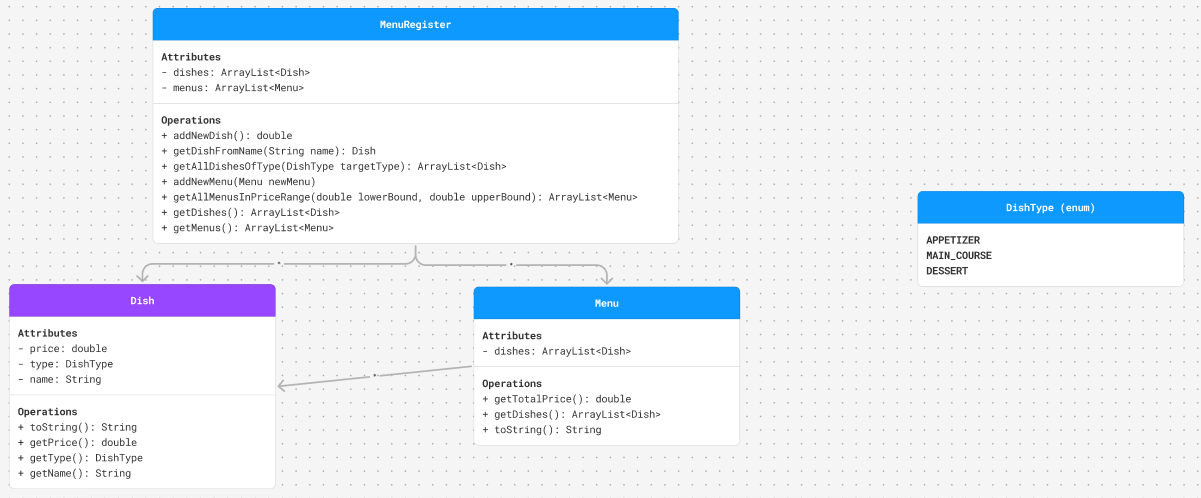 MenuRegister
Attributes
- dishes: ArrayList<Dish>
- menus: ArrayList<Menu>
Operations
+ addNewDish(): double
+ getDishFromName(String name): Dish
+ getAllDishesOfType(DishType targetType): ArrayList<Dish>
+ addNewMenu(Menu newMenu)
+ getAllMenusInPriceRange(double lowerBound, double upperBound): ArrayList<Menu>
+ getDishes(): ArrayList<Dish>
+ getMenus(): ArrayList<Menu>
DishType (enum)
APPETIZER
MAIN_COURSE
DESSERT
Dish
Attributes
- price: double
- type: DishType
- name: String
Operations
+ toString(): String
+ getPrice(): double
+ getType(): DishType
+ getName(): String
Menu
Attributes
- dishes: ArrayList<Dish>
Operations
+ getTotalPrice(): double
+ getDishes(): ArrayList<Dish>
+ toString(): String